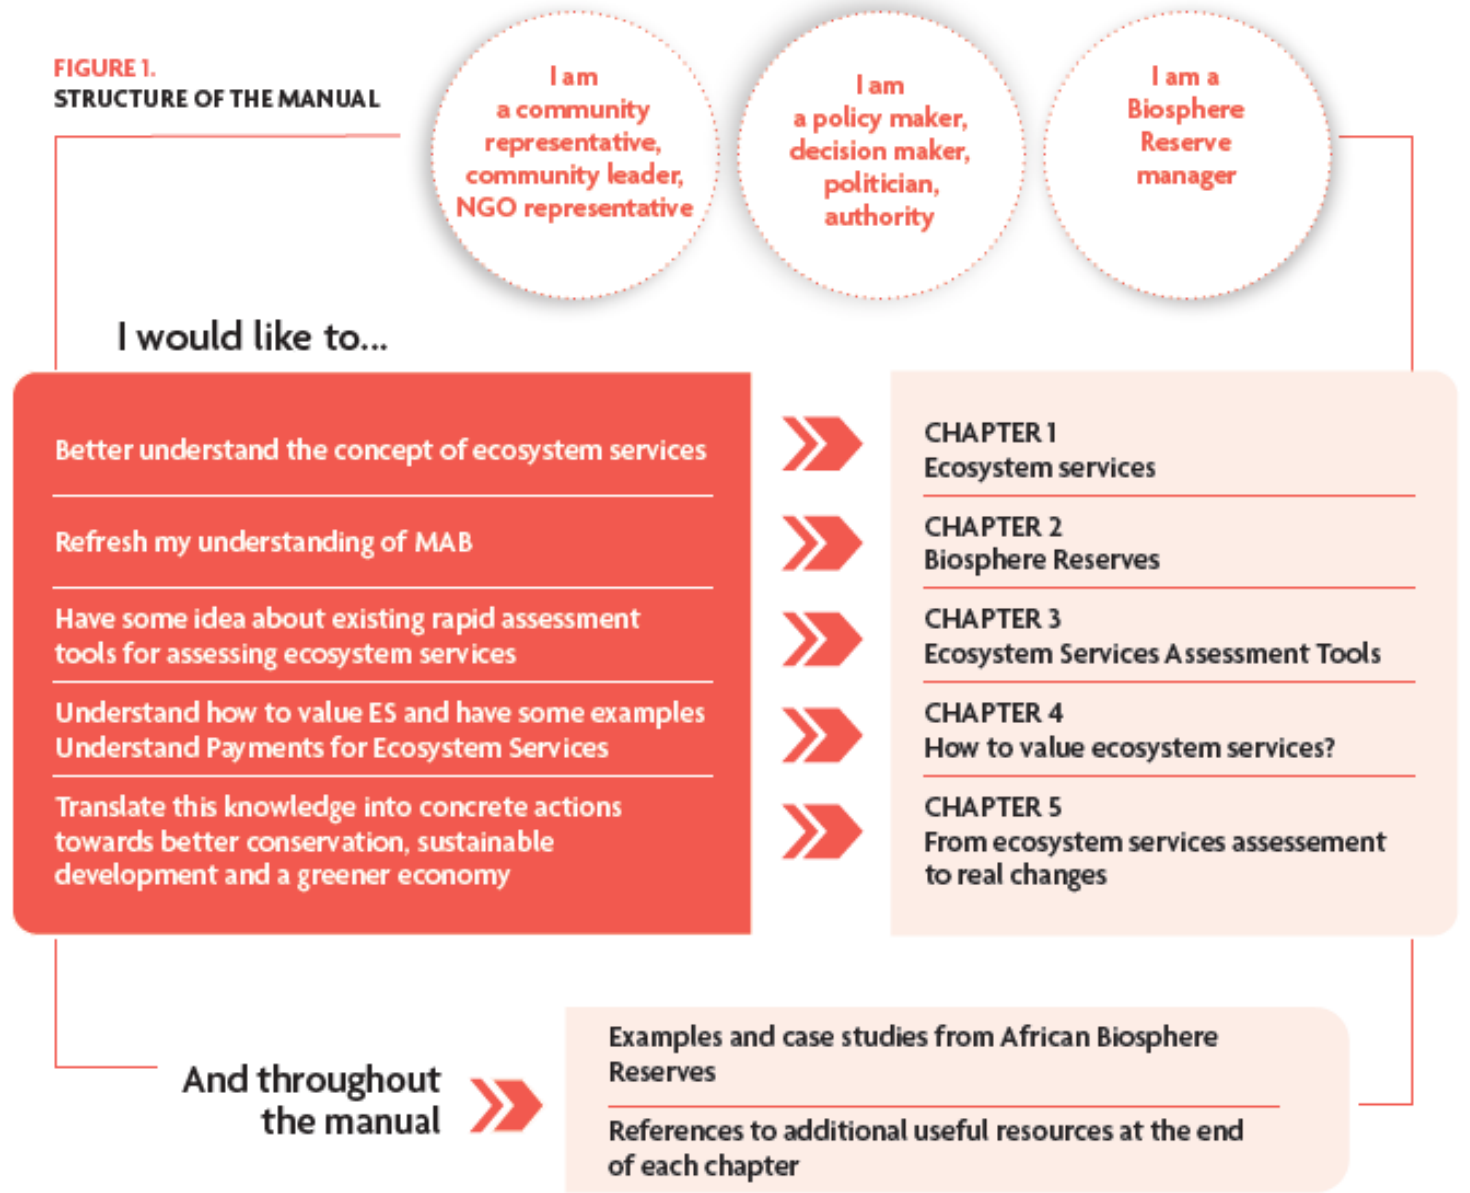 FIGURE 1.
STRUCTURE OF THE MANUAL
I am
a community
representative,
community leader,
NGO representative
I am
a policy maker,
decision maker,
politician,
authority
I am a
Biosphere
Reserve
manager
I would like to...
Better understand the concept of ecosystem services
CHAPTER 1
Ecosystem services
Refresh my understanding of MAB
CHAPTER 2
Biosphere Reserves
Have some idea about existing rapid assessment
tools for assessing ecosystem services
CHAPTER 3
Ecosystem Services Assessment Tools
Understand how to value ES and have some examples
Understand Payments for Ecosystem Services
CHAPTER 4
How to value ecosystem services?
Translate this knowledge into concrete actions
towards better conservation, sustainable
development and a greener economy
CHAPTER 5
From ecosystem services assessement
to real changes
And throughout
the manual
Examples and case studies from African Biosphere
Reserves
References to additional useful resources at the end
of each chapter